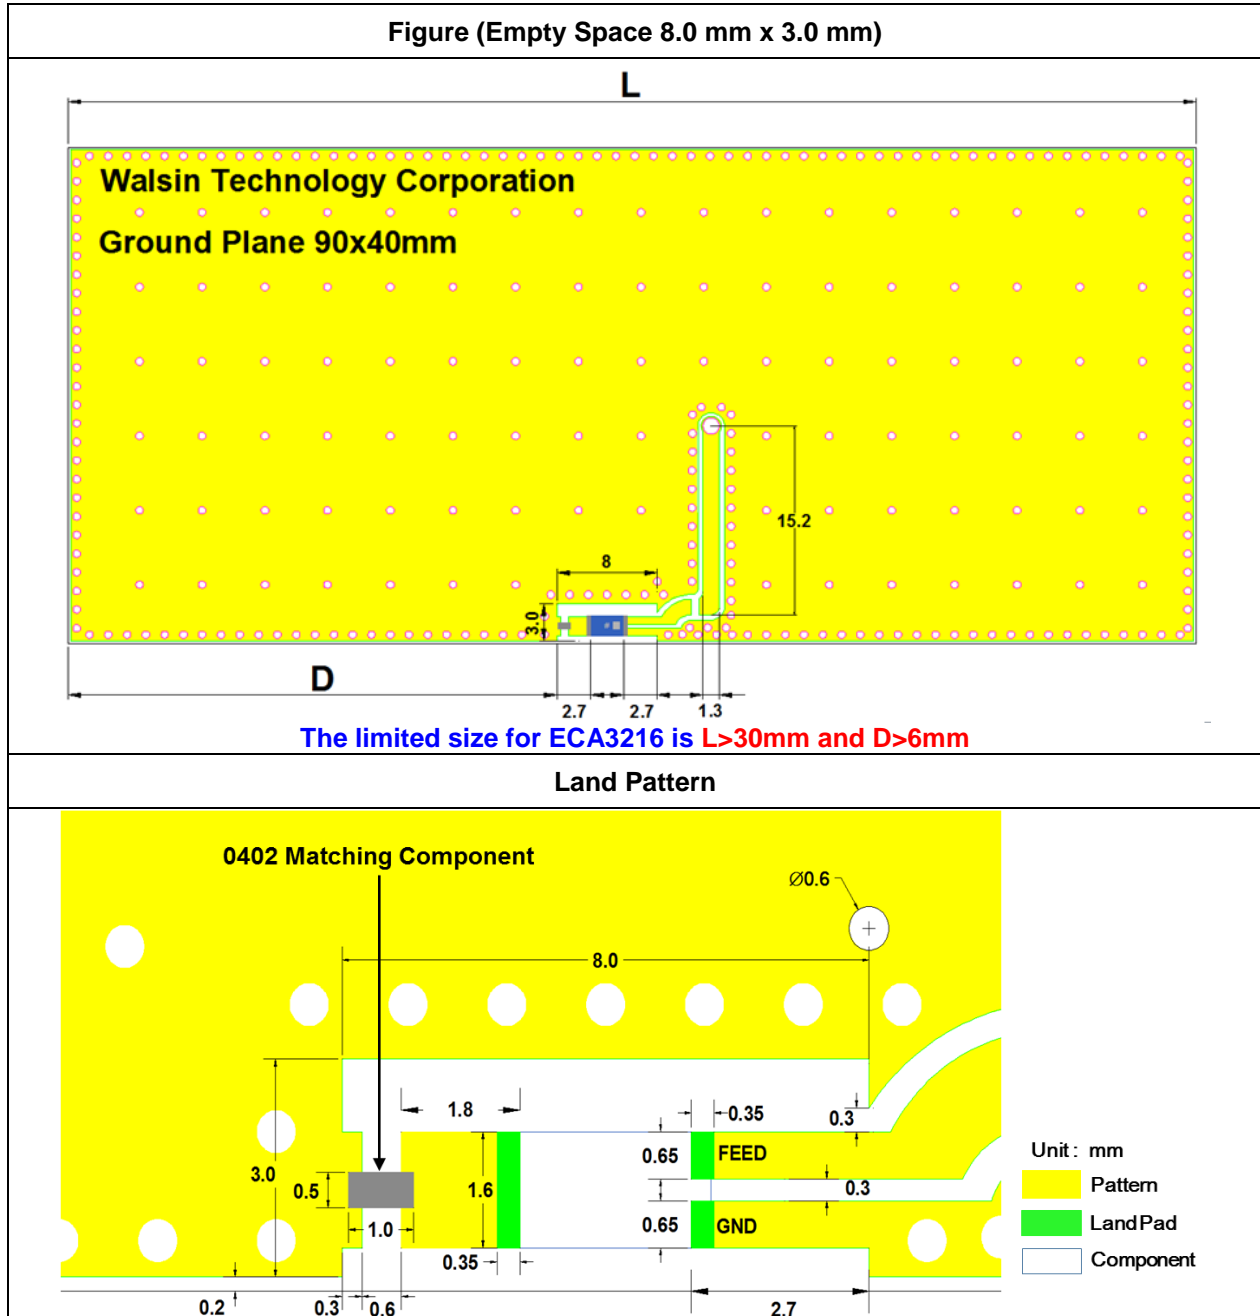 Figure (Empty Space 8.0 mm x 3.0 mm)
L
Walsin Technology Corporation
Ground Plane 90x40mm
15.2
8
3.0
D
2.7
2.7
1.3
The limited size for ECA3216 is L>30mm and D>6mm
Land Pattern
0402 Matching Component
Ø0.6
8.0
1.8
0.35
0.3
0.65
FEED
3.0
0.5
1.6
0.3
1.0
0.65
GND
0.35
0.2
0.3
0.6
2.7
Unit : mm
Pattern
Land Pad
Component